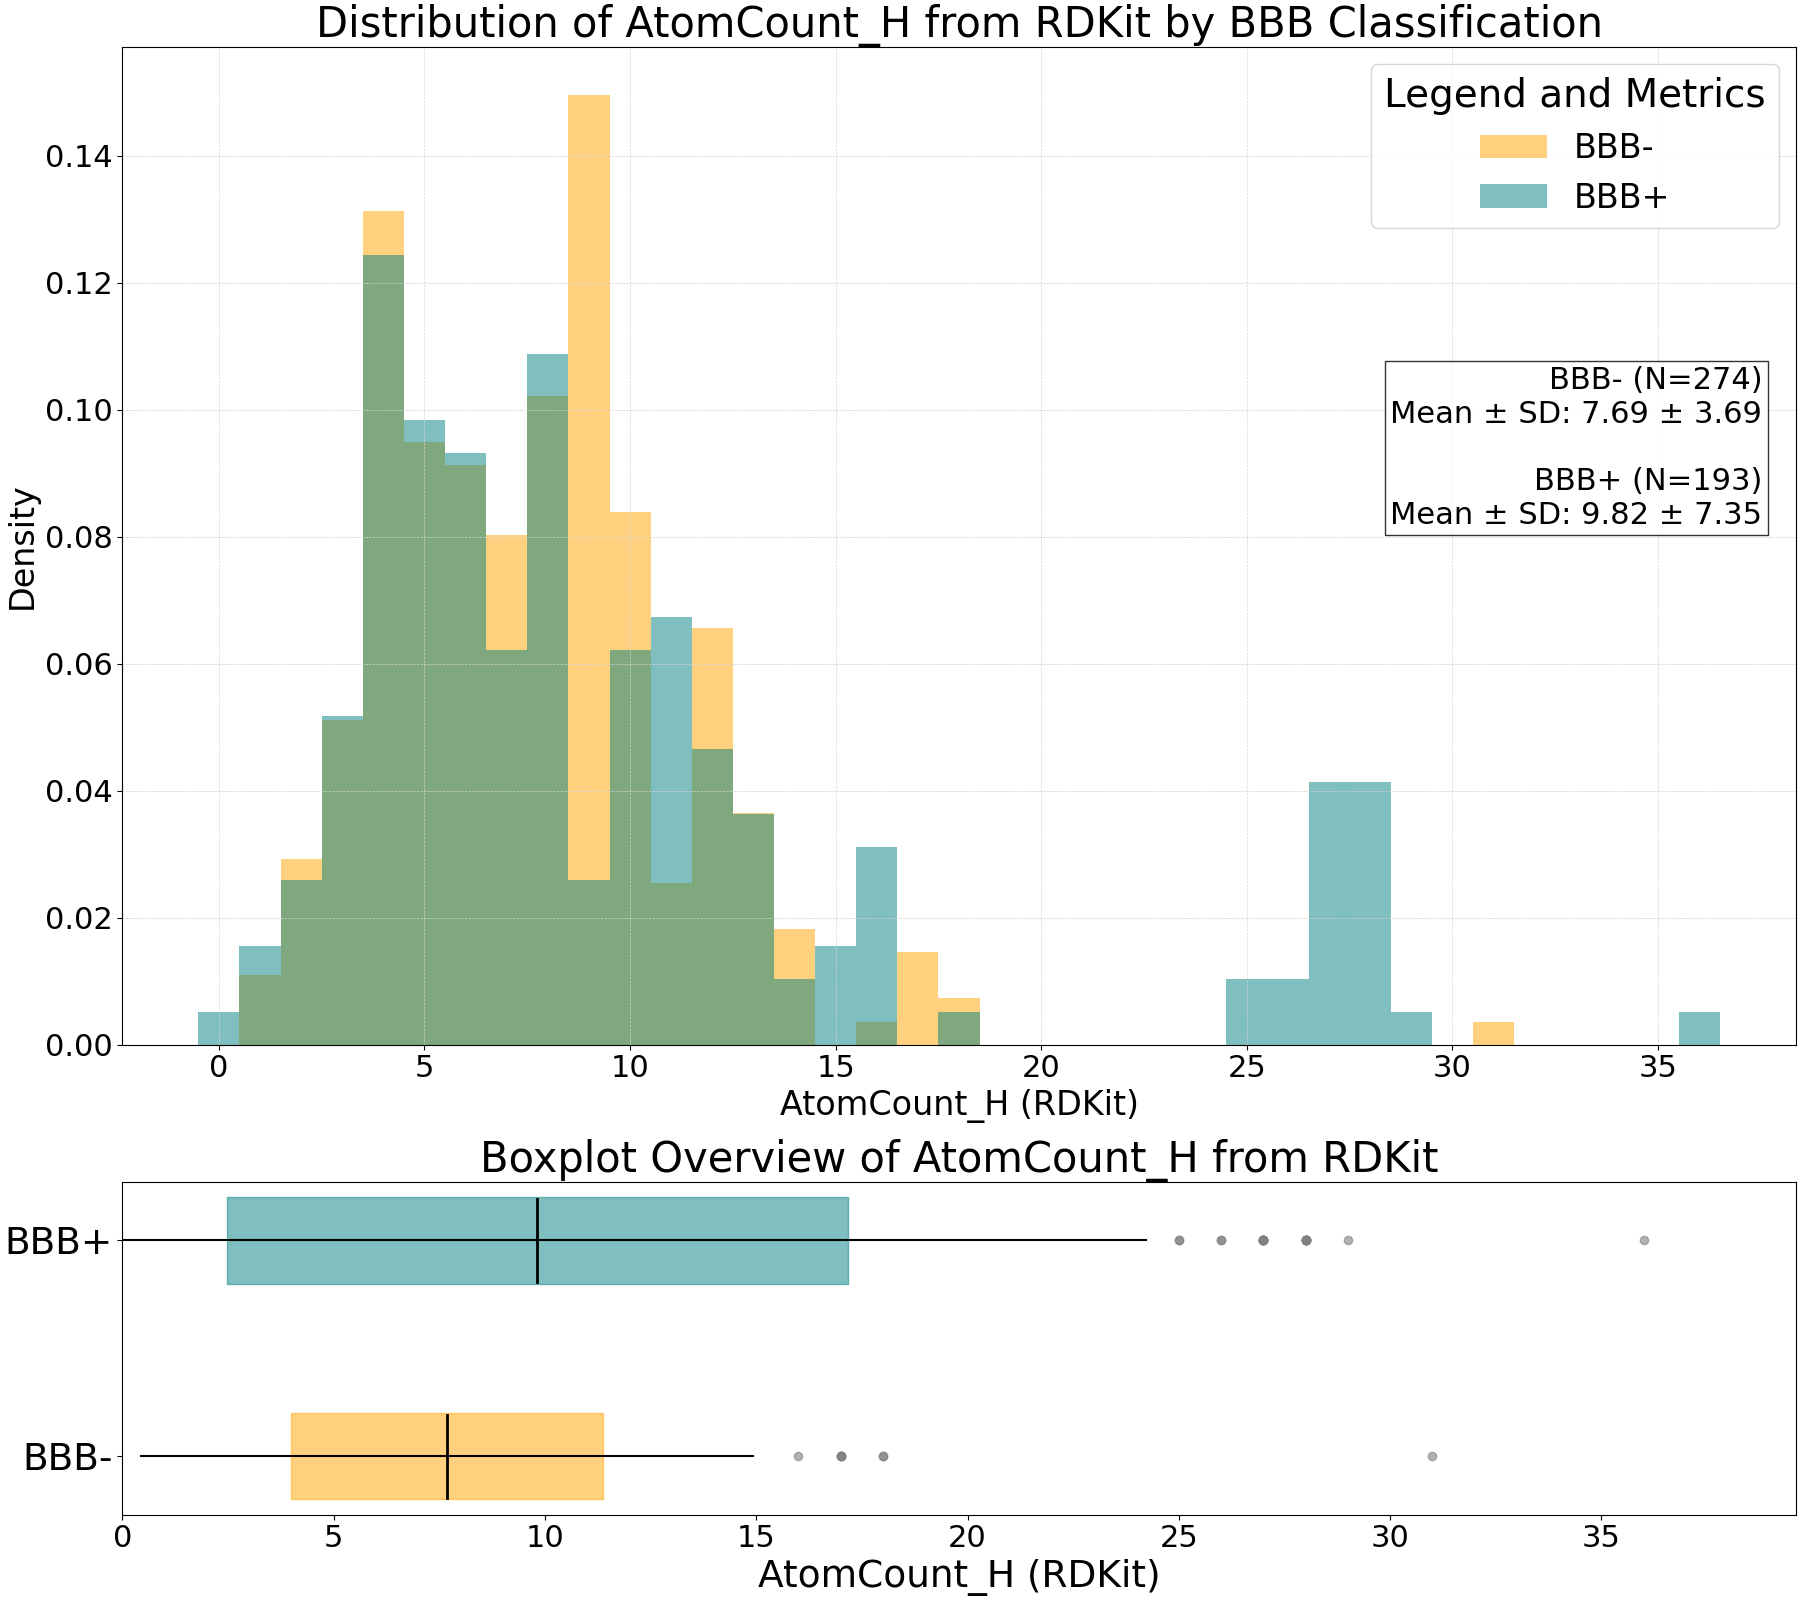 Distribution of AtomCount_H from RDKit by BBB Classification
Legend and Metrics
BBB-
BBB+
BBB- (N=274)
Mean ± SD: 7.69 ± 3.69
BBB+ (N=193)
Mean ± SD: 9.82 ± 7.35
Density
0.14
0.12
0.10
0.08
0.06
0.04
0.02
0.00
0 5 10 15 20 25 30 35
AtomCount_H (RDKit)
Boxplot Overview of AtomCount_H from RDKit
BBB+
BBB-
0 5 10 15 20 25 30 35
AtomCount_H (RDKit)